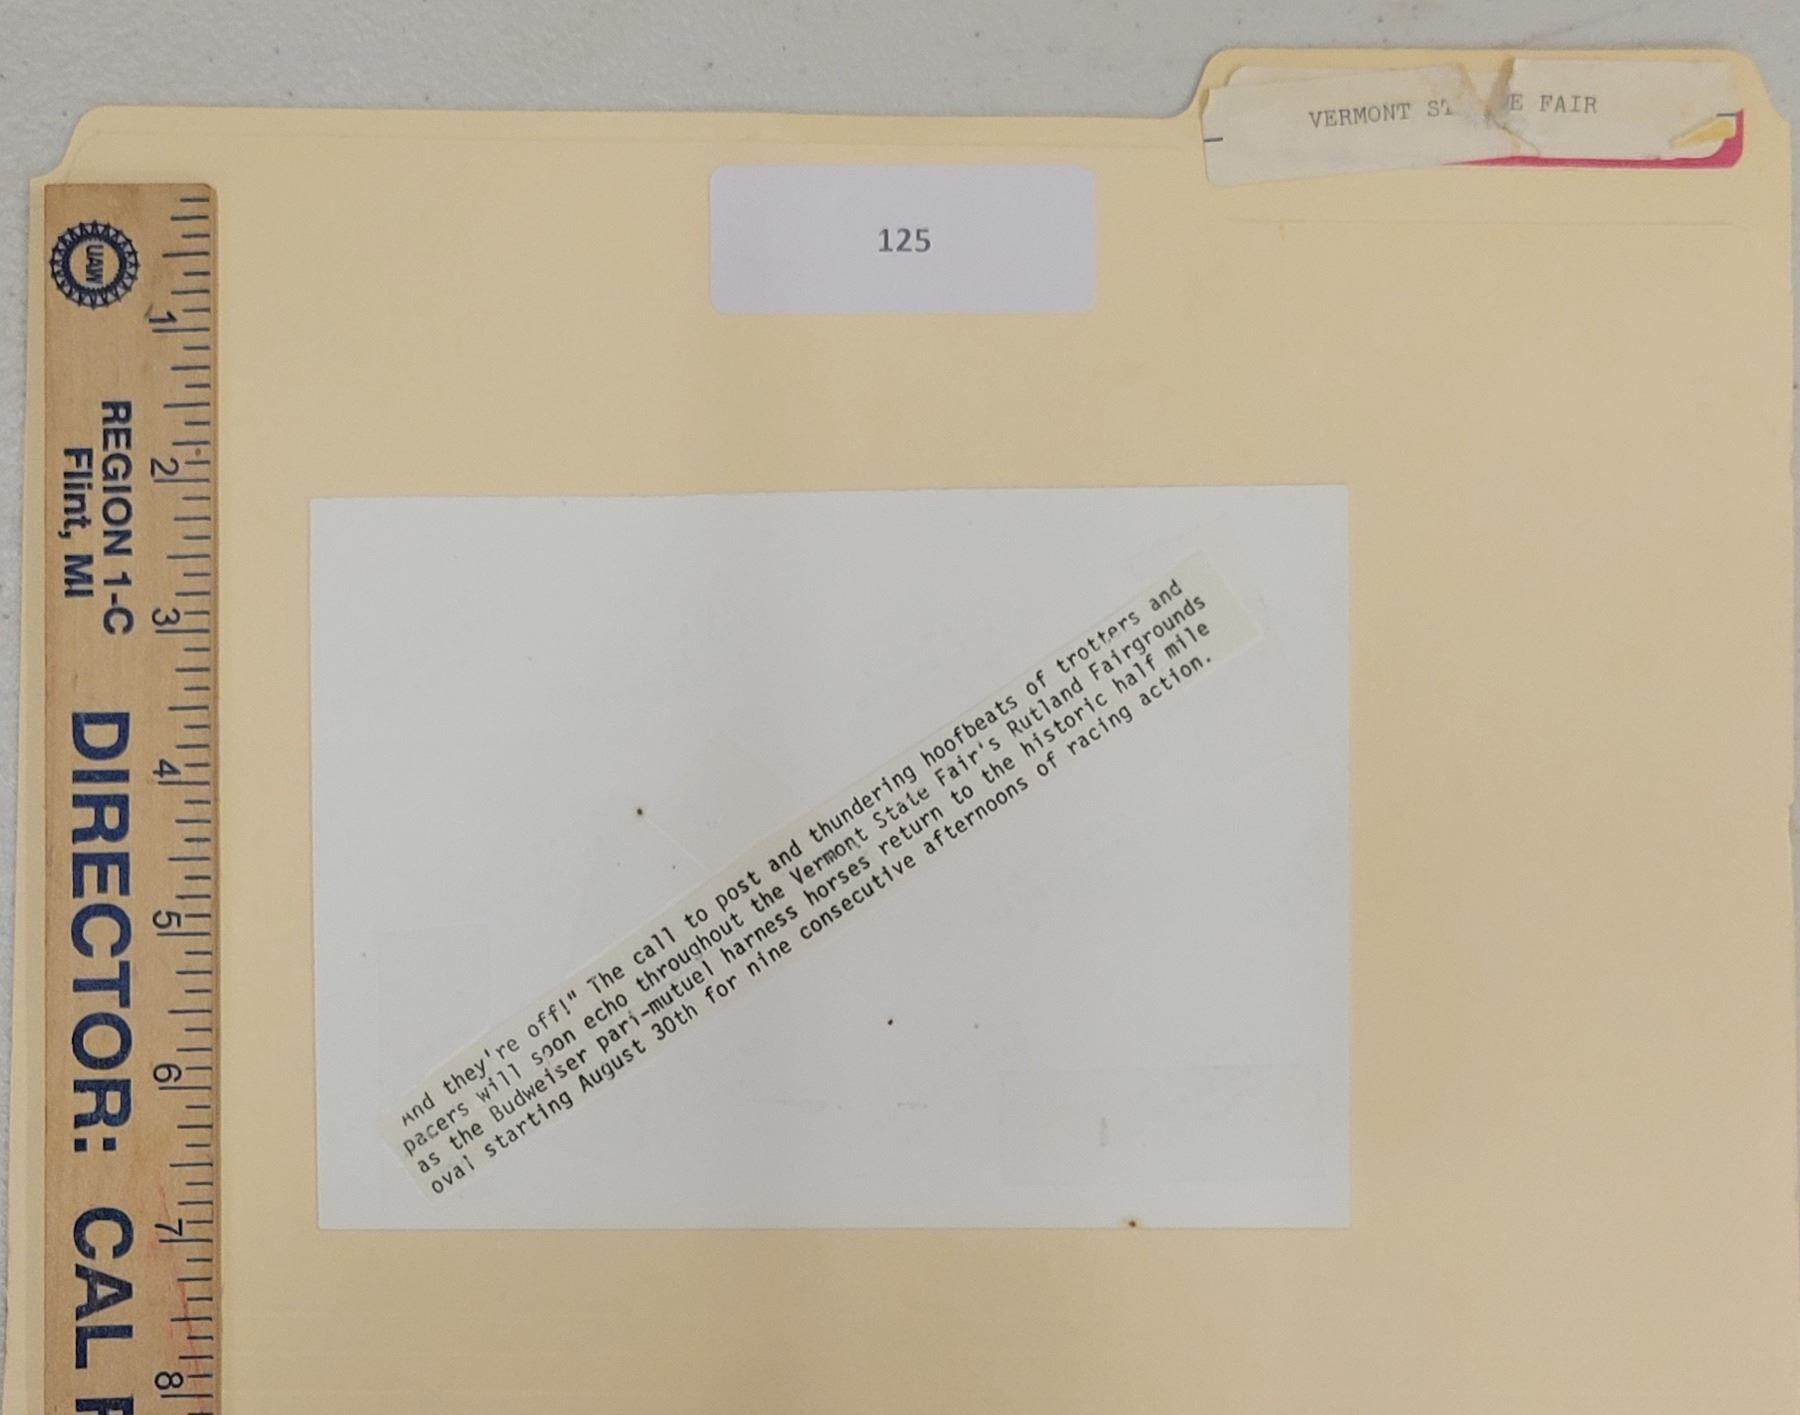 VERMONT ST E FAIR
125
And they're off!" The call to post and thundering hoofbeats of trotters and
pacers will soon echo throughout the Vermont State Fair's Rutland Fairgrounds
as the Budweiser pari-mutuel harness horses return to the historic half mile
oval starting August 30th for nine consecutive afternoons of racing action.
UAW
REGION 1-C
Flint, MI
DIRECTOR: CAL
1
2
3
4
5
6
7
8